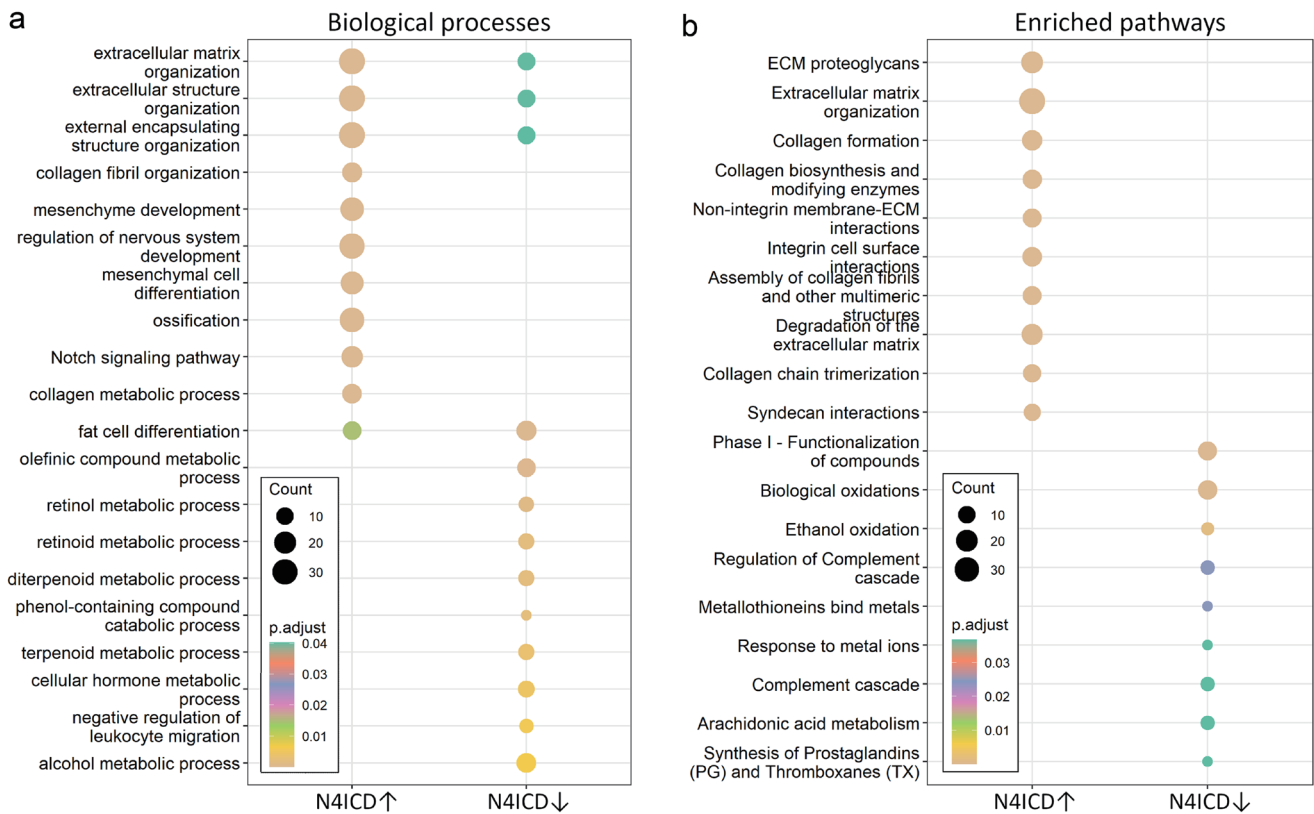 a
Biological processes
extracellular matrix
organization
extracellular structure
organization
external encapsulating
structure organization
collagen fibril organization
mesenchyme development
regulation of nervous system
development
mesenchymal cell
differentiation
ossification
Notch signaling pathway
collagen metabolic process
fat cell differentiation
olefinic compound metabolic
process
retinol metabolic process
retinoid metabolic process
diterpenoid metabolic process
phenol-containing compound
catabolic process
terpenoid metabolic process
cellular hormone metabolic
process
negative regulation of
leukocyte migration
alcohol metabolic process
Count
10
20
30
p.adjust
0.04
0.03
0.02
0.01
N4ICD↑
N4ICD↓
b
Enriched pathways
ECM proteoglycans
Extracellular matrix
organization
Collagen formation
Collagen biosynthesis and
modifying enzymes
Non-integrin membrane-ECM
interactions
Integrin cell surface
interactions
Assembly of collagen fibrils
and other multimeric
structures
Degradation of the
extracellular matrix
Collagen chain trimerization
Syndecan interactions
Phase I - Functionalization
of compounds
Biological oxidations
Ethanol oxidation
Regulation of Complement
cascade
Metallothioneins bind metals
Response to metal ions
Complement cascade
Arachidonic acid metabolism
Synthesis of Prostaglandins
(PG) and Thromboxanes (TX)
Count
10
20
30
p.adjust
0.03
0.02
0.01
N4ICD↑
N4ICD↓